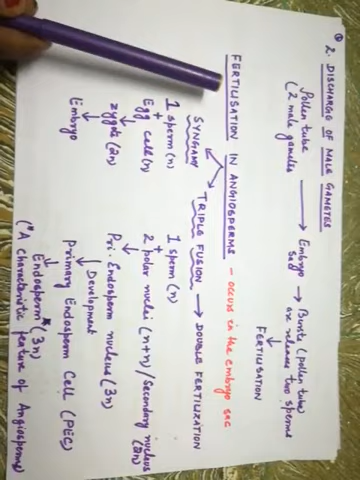 2. DISCHARGE OF MALE GAMETES
Pollen tube → Embryo sac → Bursts (pollen tube)
(2 male gametes
or releases two sperms
↓
FERTILISATION
FERTILISATION IN ANGIOSPERMS - occurs in the embryo sac
SYNGAMY TRIPLE FUSION → DOUBLE FERTILIZATION
1 sperm (n)
+
Egg cell (n)
↓
zygote (2n)
↓
Embryo
1 sperm (n)
+
2 polar nuclei (n+n) / Secondary nucleus (2n)
↓
Pri. Endosperm nucleus (3n)
↓ Development
Primary Endosperm Cell (PEC)
↓
Endosperm* (3n)
(*A characteristic feature of Angiosperms)